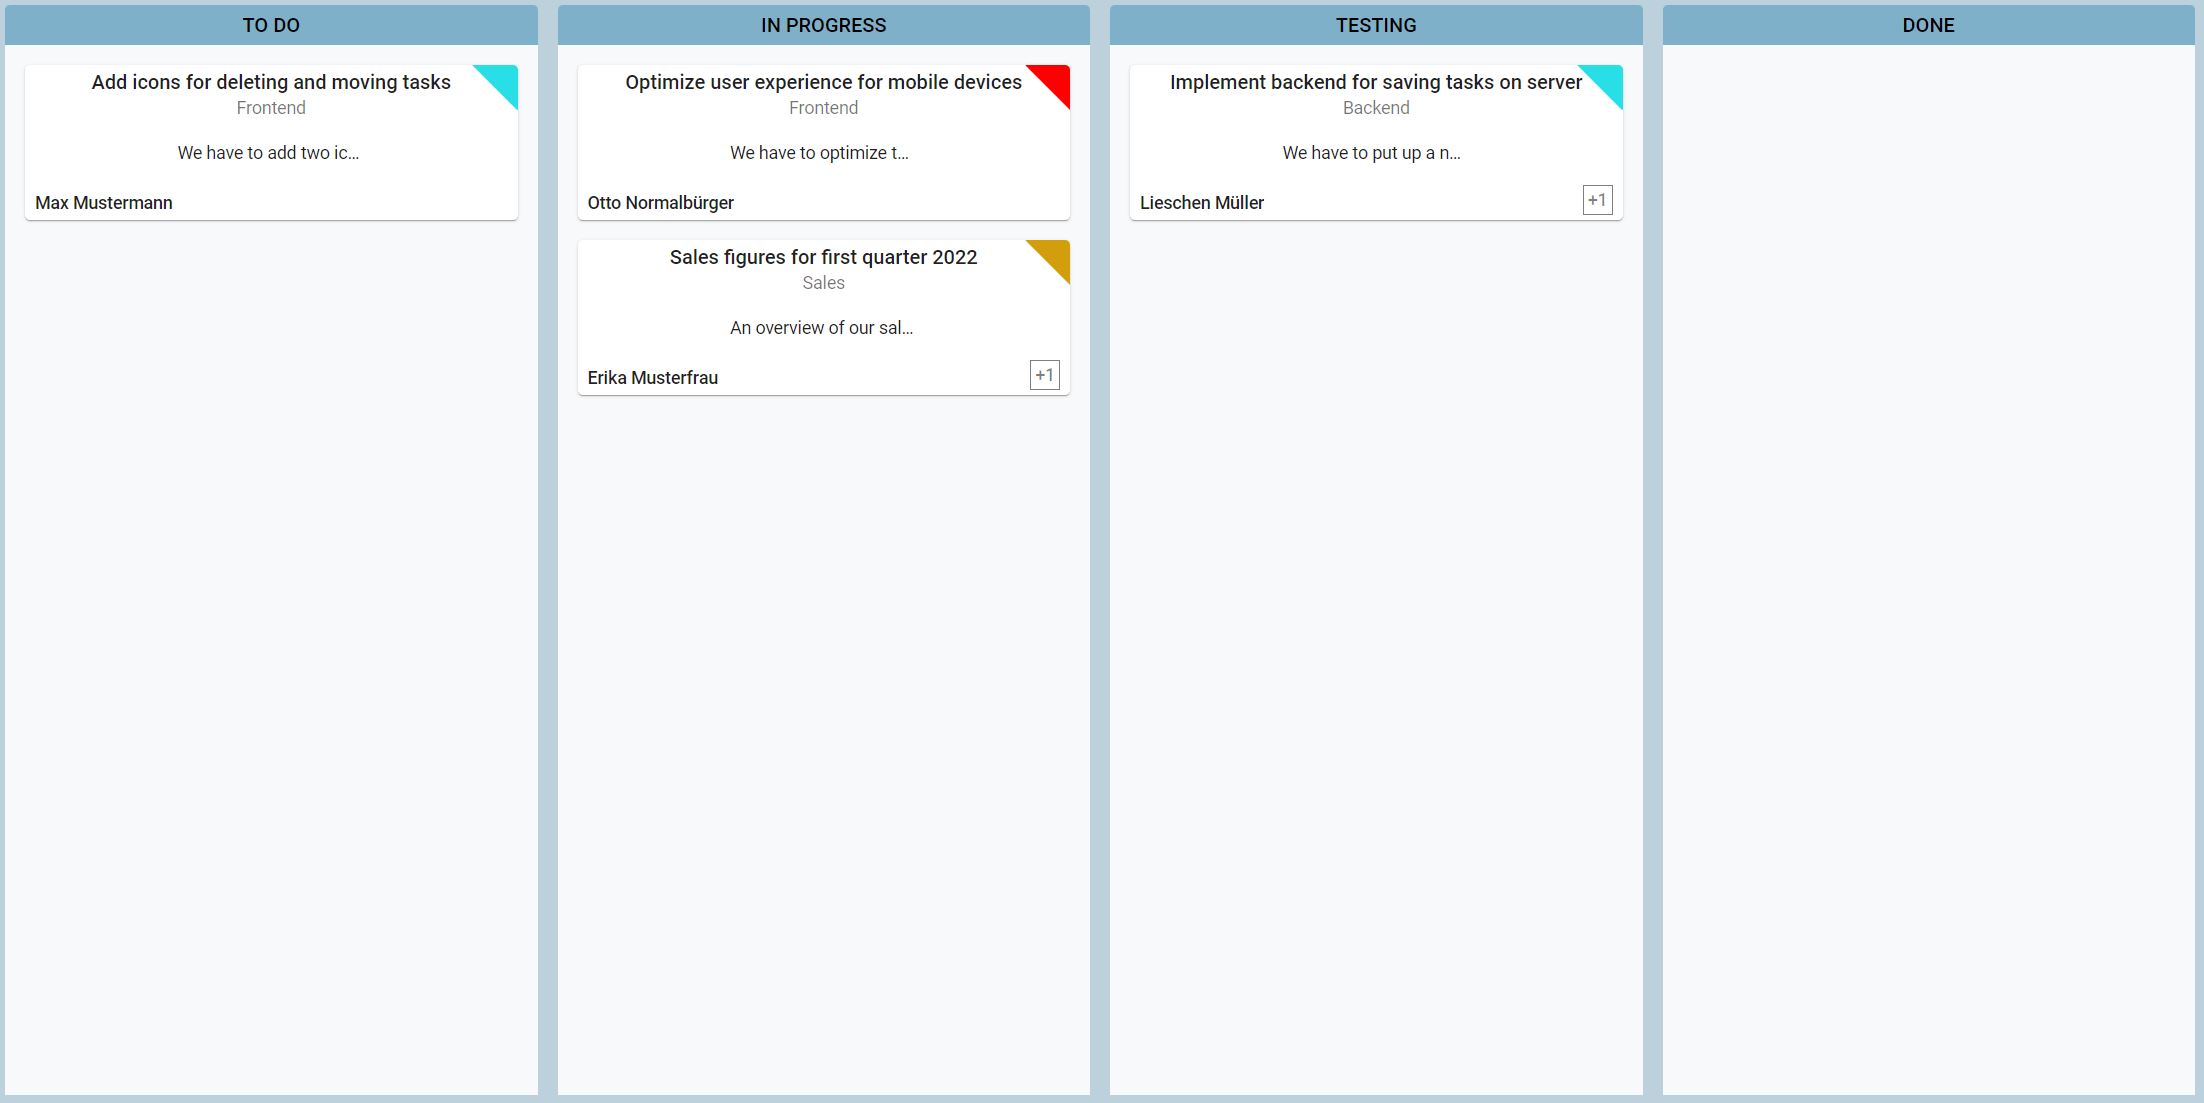 TO DO
Add icons for deleting and moving tasks
Frontend
We have to add two ic...
Max Mustermann
IN PROGRESS
Optimize user experience for mobile devices
Frontend
We have to optimize t...
Otto Normalbürger
Sales figures for first quarter 2022
Sales
An overview of our sal...
Erika Musterfrau
+1
TESTING
Implement backend for saving tasks on server
Backend
We have to put up a n...
Lieschen Müller
+1
DONE